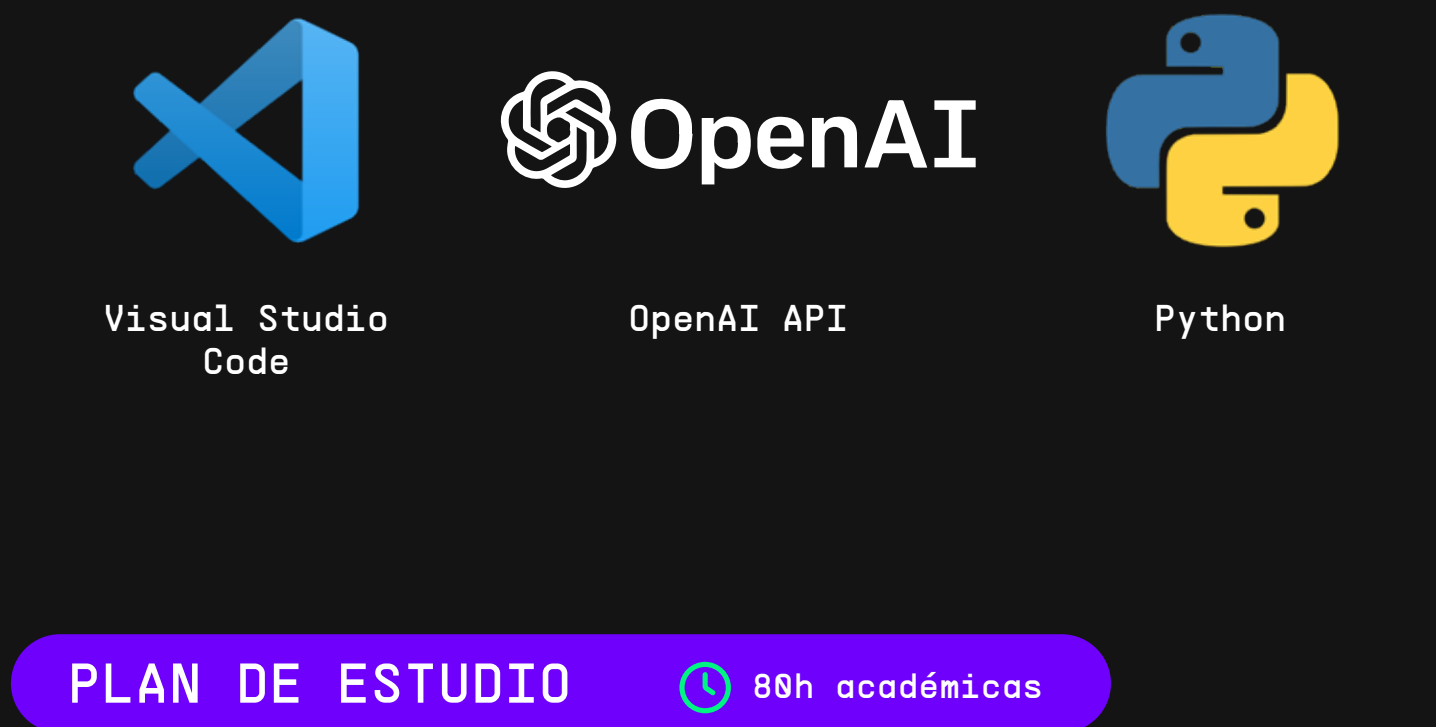 OpenAI
Visual Studio
Code
OpenAI API
Python
PLAN DE ESTUDIO
80h académicas